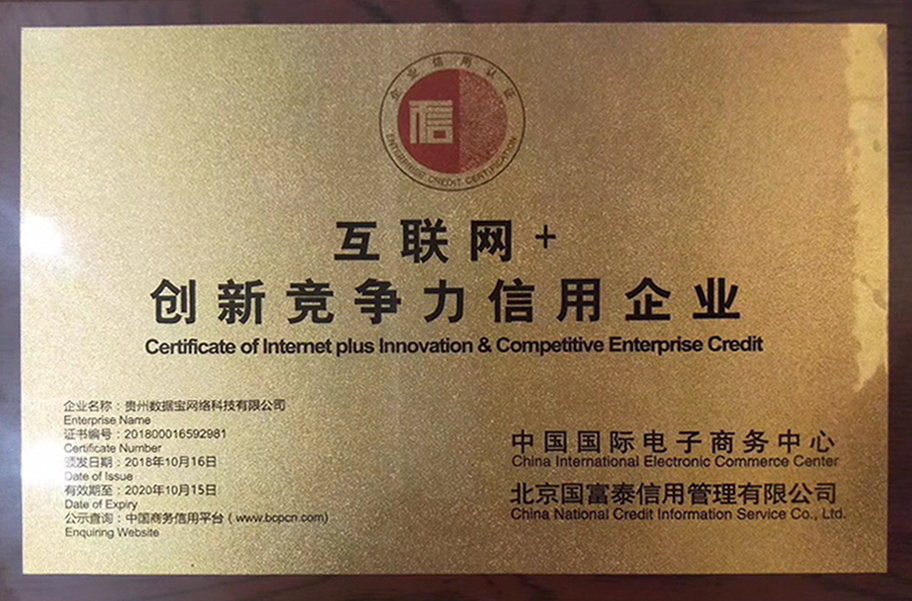 企业信用认证
信
ENTERPRISE CREDIT CERTIFICATION
互联网+
创新竞争力信用企业
Certificate of Internet plus Innovation & Competitive Enterprise Credit
企业名称：贵州数据宝网络科技有限公司
Enterprise Name
证书编号：201800016592981
Certificate Number
颁发日期：2018年10月16日
Date of Issue
有效期至：2020年10月15日
Date of Expiry
公示查询：中国商务信用平台（www.bcpcn.com)
Enquiring Website
中国国际电子商务中心
China International Electronic Commerce Center
北京国富泰信用管理有限公司
China National Credit Information Service Co., Ltd.